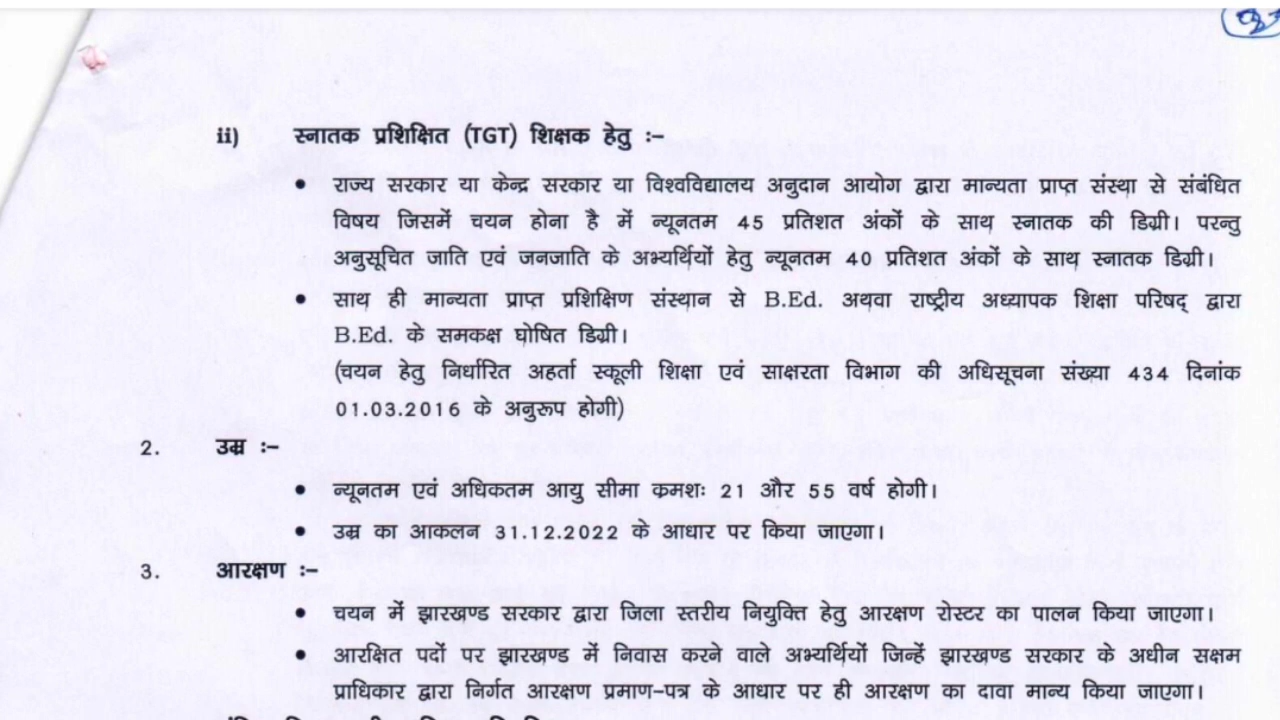 ii) स्नातक प्रशिक्षित (TGT) शिक्षक हेतु :–
• राज्य सरकार या केन्द्र सरकार या विश्वविद्यालय अनुदान आयोग द्वारा मान्यता प्राप्त संस्था से संबंधित
विषय जिसमें चयन होना है में न्यूनतम 45 प्रतिशत अंकों के साथ स्नातक की डिग्री। परन्तु
अनुसूचित जाति एवं जनजाति के अभ्यर्थियों हेतु न्यूनतम 40 प्रतिशत अंकों के साथ स्नातक डिग्री।
• साथ ही मान्यता प्राप्त प्रशिक्षिण संस्थान से B.Ed. अथवा राष्ट्रीय अध्यापक शिक्षा परिषद् द्वारा
B.Ed. के समकक्ष घोषित डिग्री।
(चयन हेतु निर्धारित अहर्ता स्कूली शिक्षा एवं साक्षरता विभाग की अधिसूचना संख्या 434 दिनांक
01.03.2016 के अनुरूप होगी)
2. उम्र :–
• न्यूनतम एवं अधिकतम आयु सीमा क्रमशः 21 और 55 वर्ष होगी।
• उम्र का आकलन 31.12.2022 के आधार पर किया जाएगा।
3. आरक्षण :–
• चयन में झारखण्ड सरकार द्वारा जिला स्तरीय नियुक्ति हेतु आरक्षण रोस्टर का पालन किया जाएगा।
• आरक्षित पदों पर झारखण्ड में निवास करने वाले अभ्यर्थियों जिन्हें झारखण्ड सरकार के अधीन सक्षम
प्राधिकार द्वारा निर्गत आरक्षण प्रमाण–पत्र के आधार पर ही आरक्षण का दावा मान्य किया जाएगा।